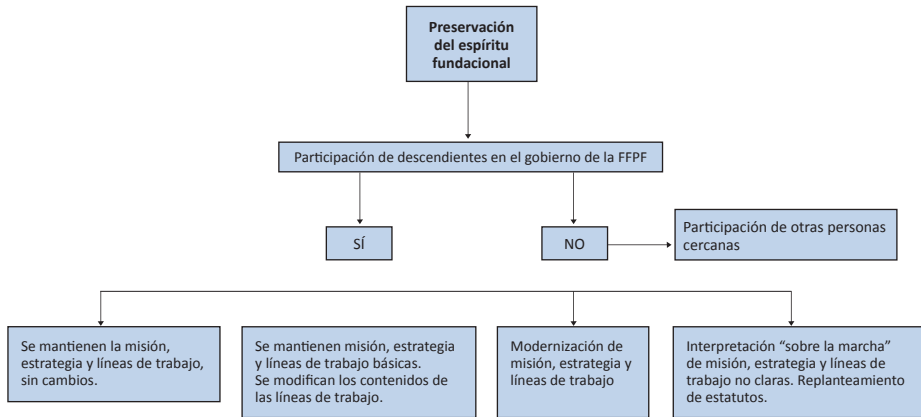 Preservación
del espíritu
fundacional
Participación de descendientes en el gobierno de la FFPF
SÍ
NO
Participación de otras personas
cercanas
Se mantienen la misión,
estrategia y líneas de trabajo,
sin cambios.
Se mantienen misión, estrategia
y líneas de trabajo básicas.
Se modifican los contenidos de
las líneas de trabajo.
Modernización de
misión, estrategia y
líneas de trabajo
Interpretación “sobre la marcha”
de misión, estrategia y líneas de
trabajo no claras. Replanteamiento
de estatutos.